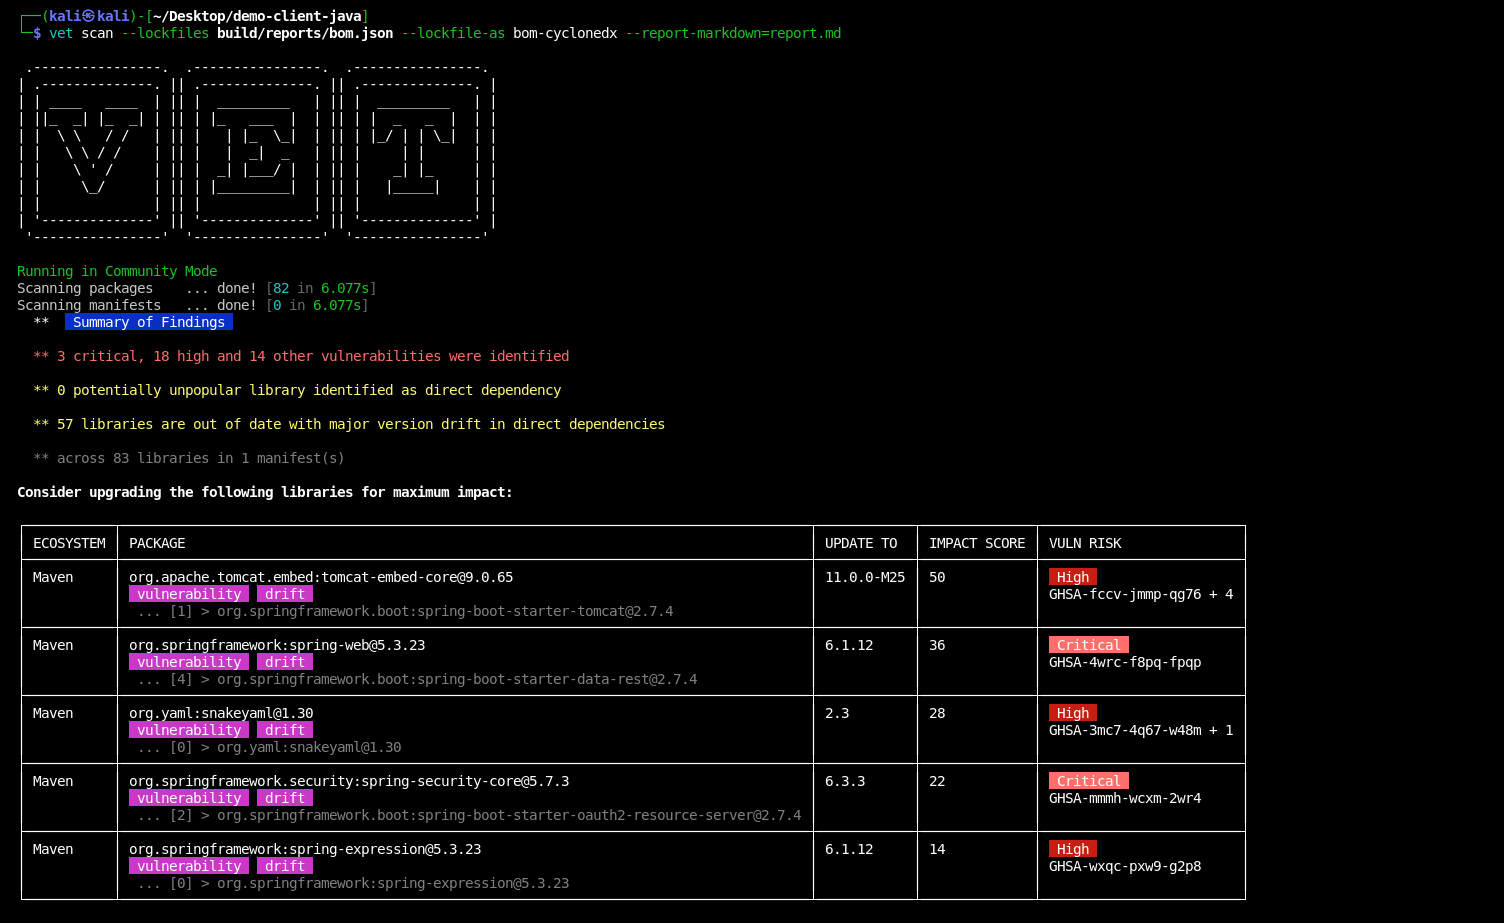 ┌──(kali㉿kali)-[~/Desktop/demo-client-java]
└─$ vet scan --lockfiles build/reports/bom.json --lockfile-as bom-cyclonedx --report-markdown=report.md
VET
Running in Community Mode
Scanning packages    ... done! [82 in 6.077s]
Scanning manifests   ... done! [0 in 6.077s]
** Summary of Findings
** 3 critical, 18 high and 14 other vulnerabilities were identified
** 0 potentially unpopular library identified as direct dependency
** 57 libraries are out of date with major version drift in direct dependencies
** across 83 libraries in 1 manifest(s)
Consider upgrading the following libraries for maximum impact:
ECOSYSTEM PACKAGE UPDATE TO IMPACT SCORE VULN RISK
Maven org.apache.tomcat.embed:tomcat-embed-core@9.0.65 11.0.0-M25 50 High
vulnerability drift GHSA-fccv-jmmp-qg76 + 4
... [1] > org.springframework.boot:spring-boot-starter-tomcat@2.7.4
Maven org.springframework:spring-web@5.3.23 6.1.12 36 Critical
vulnerability drift GHSA-4wrc-f8pq-fpqp
... [4] > org.springframework.boot:spring-boot-starter-data-rest@2.7.4
Maven org.yaml:snakeyaml@1.30 2.3 28 High
vulnerability drift GHSA-3mc7-4q67-w48m + 1
... [0] > org.yaml:snakeyaml@1.30
Maven org.springframework.security:spring-security-core@5.7.3 6.3.3 22 Critical
vulnerability drift GHSA-mmmh-wcxm-2wr4
... [2] > org.springframework.boot:spring-boot-starter-oauth2-resource-server@2.7.4
Maven org.springframework:spring-expression@5.3.23 6.1.12 14 High
vulnerability drift GHSA-wxqc-pxw9-g2p8
... [0] > org.springframework:spring-expression@5.3.23